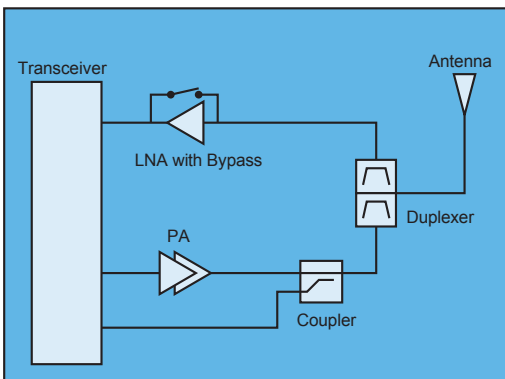 Transceiver
Antenna
LNA with Bypass
Duplexer
PA
Coupler